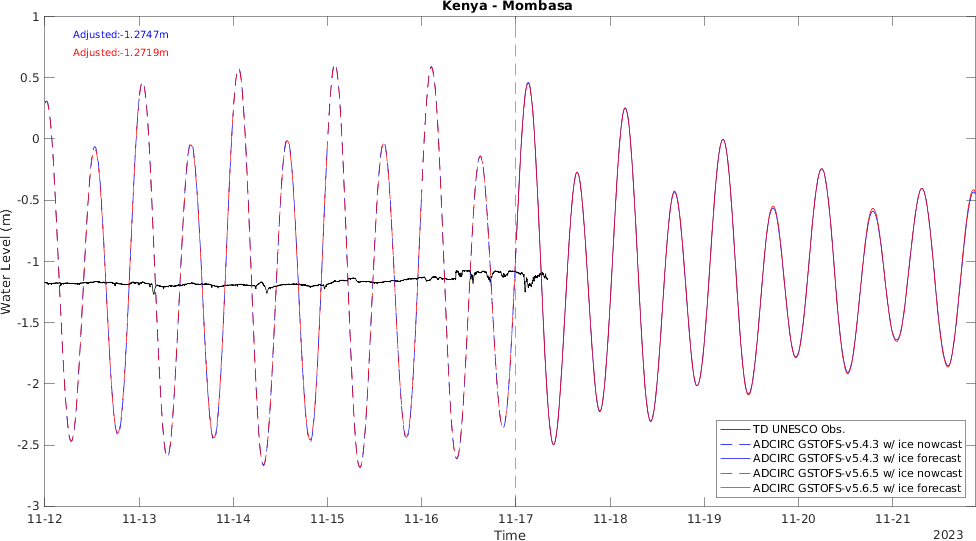 Kenya - Mombasa
Adjusted:-1.2747m
Adjusted:-1.2719m
Water Level (m)
1
0.5
0
-0.5
-1
-1.5
-2
-2.5
-3
TD UNESCO Obs.
ADCIRC GSTOFS-v5.4.3 w/ ice nowcast
ADCIRC GSTOFS-v5.4.3 w/ ice forecast
ADCIRC GSTOFS-v5.6.5 w/ ice nowcast
ADCIRC GSTOFS-v5.6.5 w/ ice forecast
11-12 11-13 11-14 11-15 11-16 11-17 11-18 11-19 11-20 11-21
Time
2023